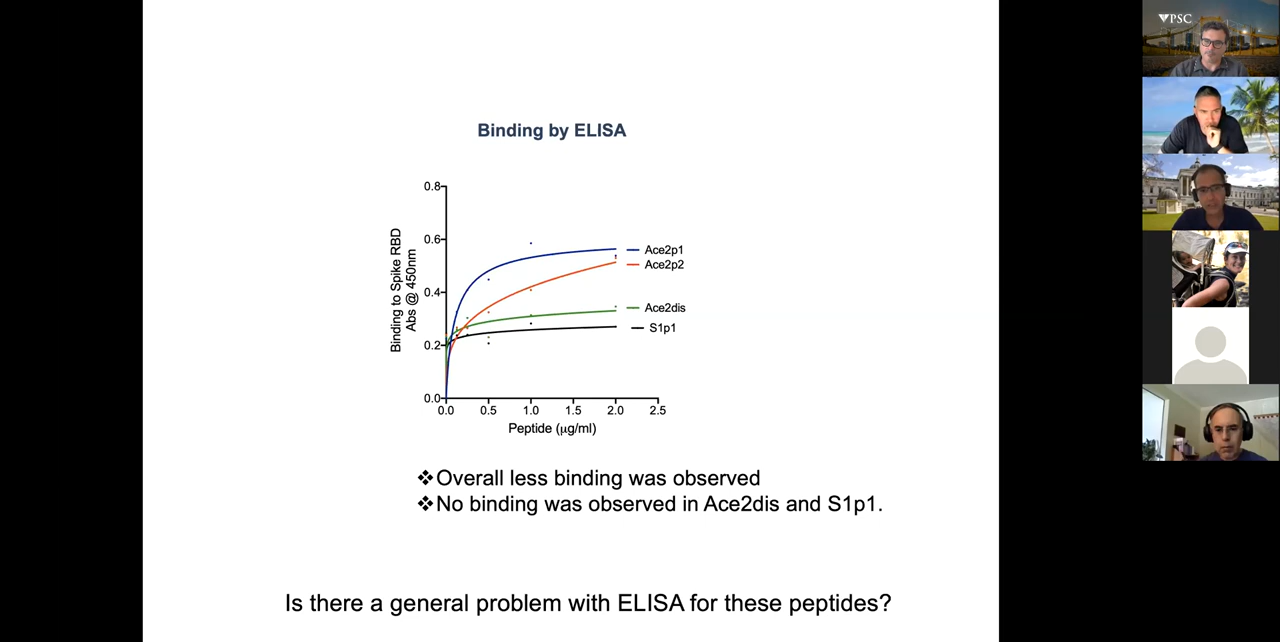 Binding by ELISA
Binding to Spike RBD
Abs @ 450nm
0.8
0.6
0.4
0.2
0.0
0.0 0.5 1.0 1.5 2.0 2.5
Peptide (µg/ml)
Ace2p1
Ace2p2
Ace2dis
S1p1
❖Overall less binding was observed
❖No binding was observed in Ace2dis and S1p1.
Is there a general problem with ELISA for these peptides?
PSC